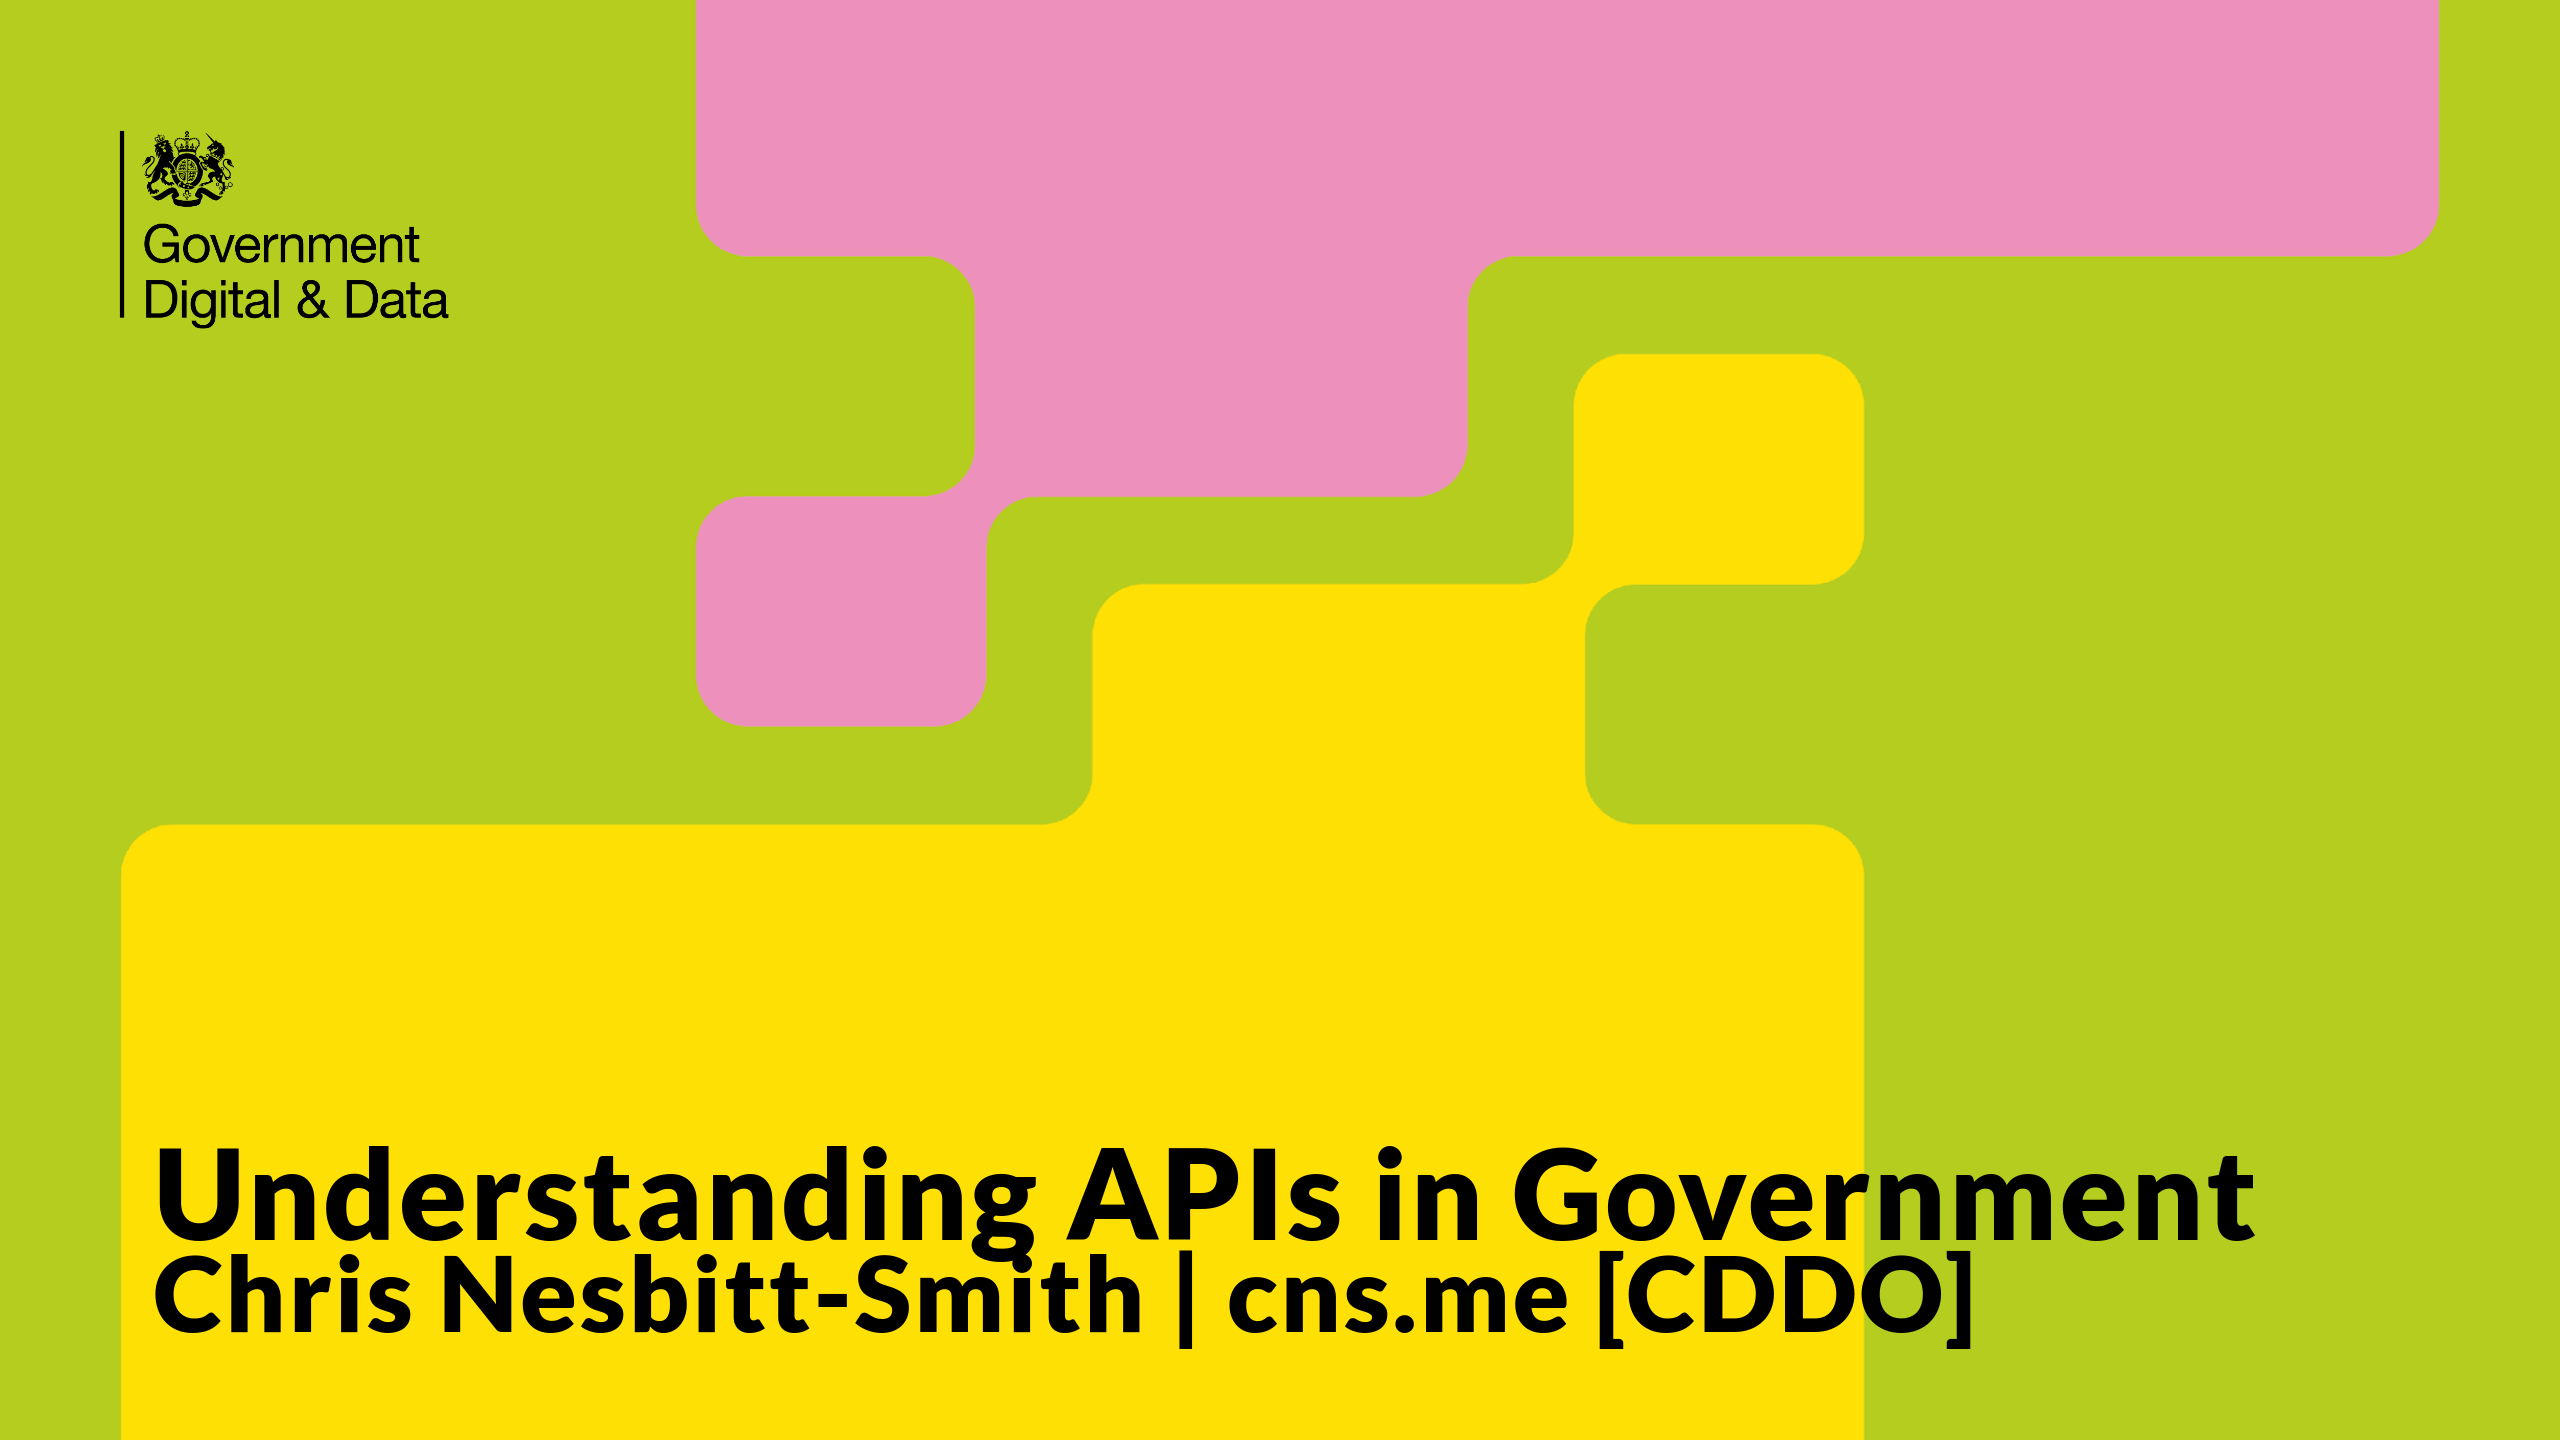 Government
Digital & Data
Understanding APIs in Government
Chris Nesbitt-Smith | cns.me [CDDO]